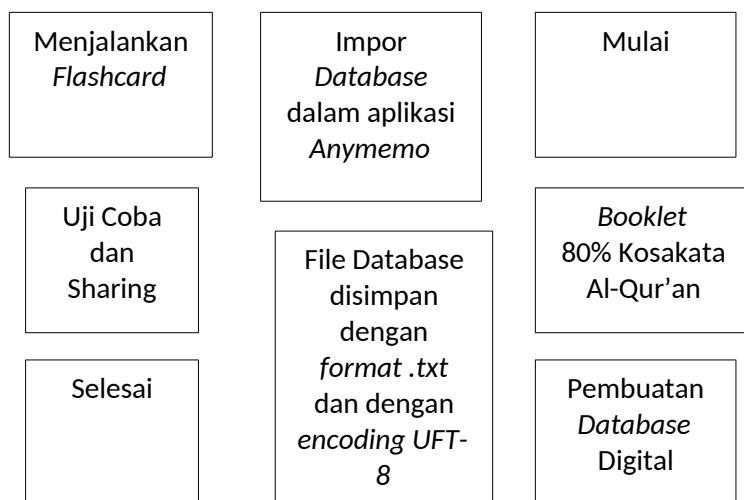 Menjalankan
Flashcard
Impor
Database
dalam aplikasi
Anymemo
Mulai
Uji Coba
dan
Sharing
File Database
disimpan
dengan
format .txt
dan dengan
encoding UFT-
8
Booklet
80% Kosakata
Al-Qur’an
Selesai
Pembuatan
Database
Digital